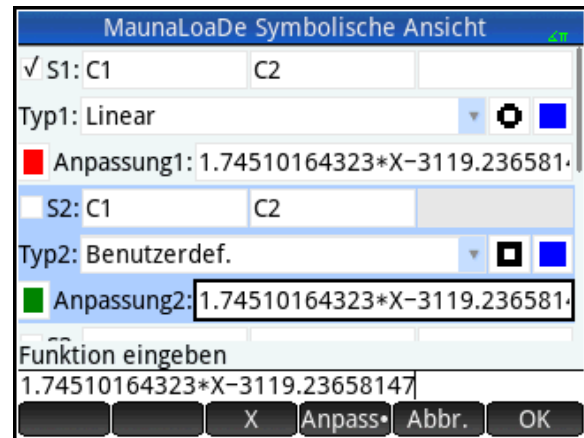 MaunaLoaDe Symbolische Ansicht ∡π
√ S1: C1 C2
Typ1: Linear
Anpassung1: 1.74510164323*X−3119.236581
S2: C1 C2
Typ2: Benutzerdef.
Anpassung2: 1.74510164323*X−3119.236581
Funktion eingeben
1.74510164323*X−3119.23658147
X Anpass• Abbr. OK